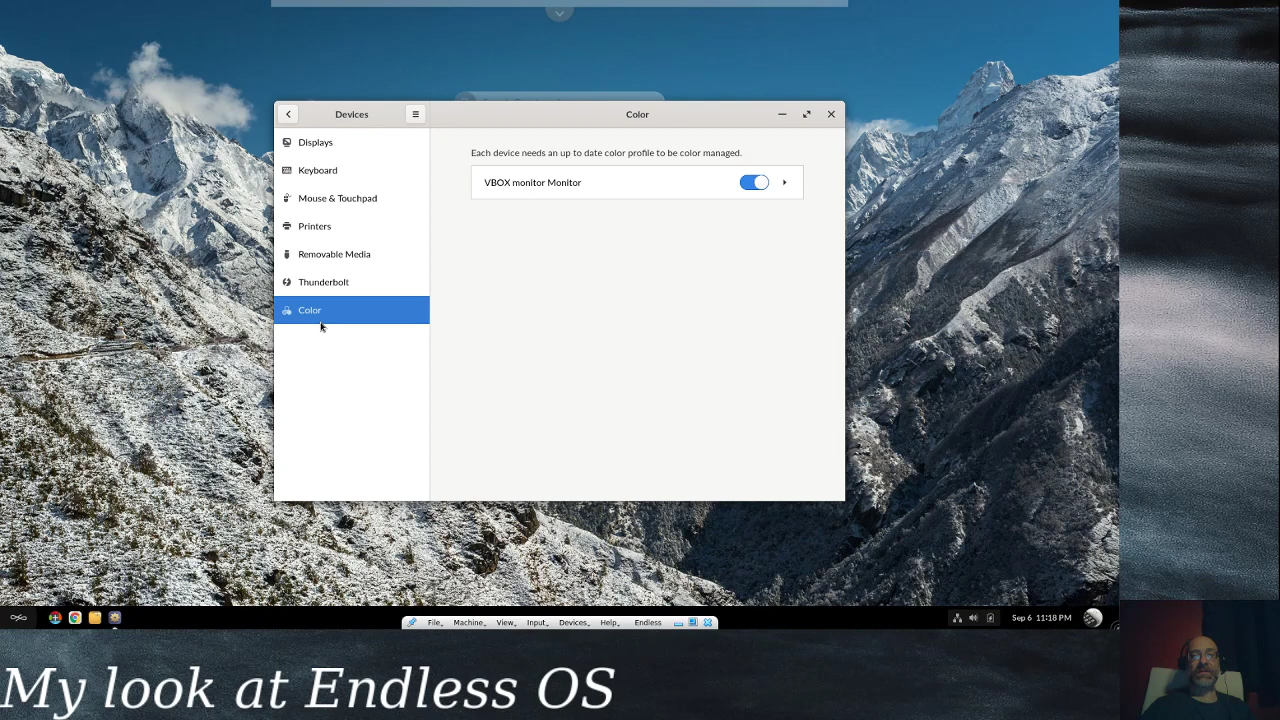 Devices
Color
Displays
Keyboard
Mouse & Touchpad
Printers
Removable Media
Thunderbolt
Color
Each device needs an up to date color profile to be color managed.
VBOX monitor Monitor
File
Machine
View
Input
Devices
Help
Endless
Sep 6 11:18 PM
My look at Endless OS